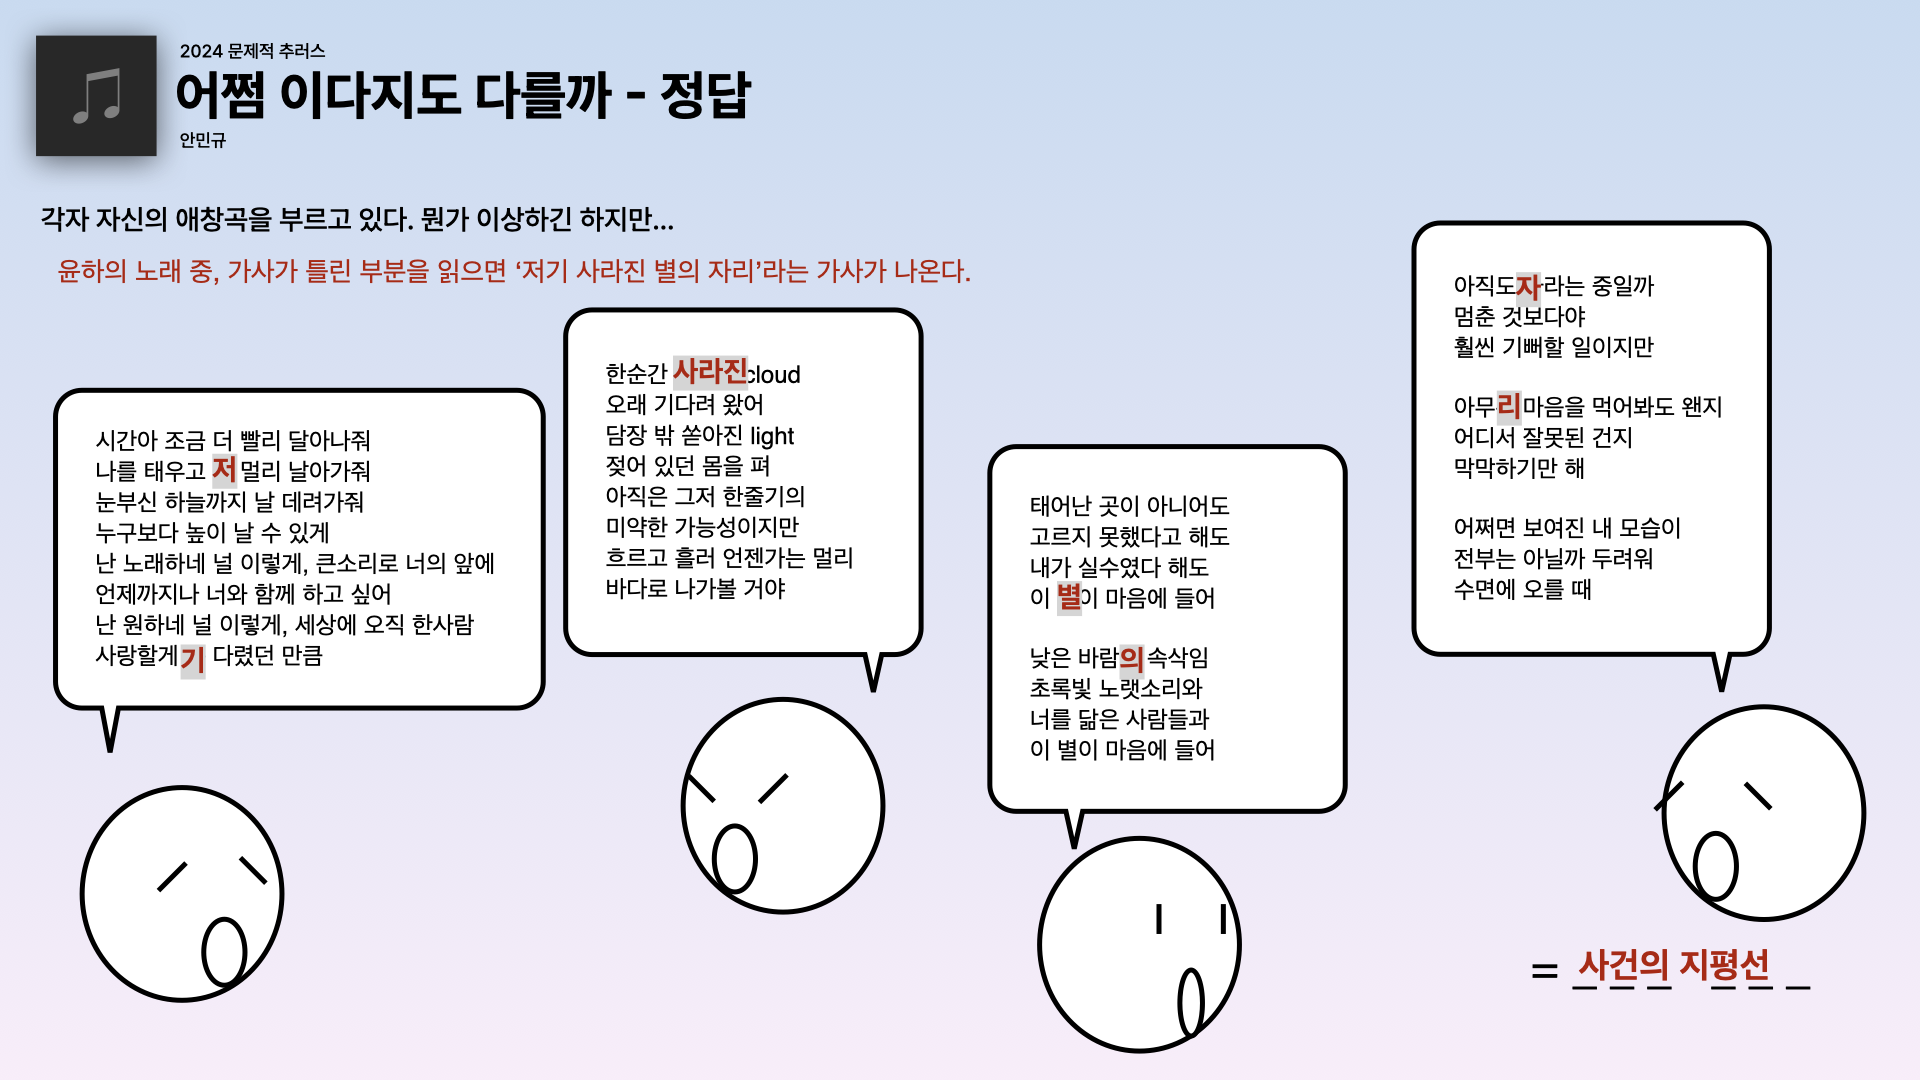 2024 문제적 추러스
어쩜 이다지도 다를까 - 정답
안민규
각자 자신의 애창곡을 부르고 있다. 뭔가 이상하긴 하지만...
윤하의 노래 중, 가사가 틀린 부분을 읽으면 ‘저기 사라진 별의 자리’라는 가사가 나온다.
시간아 조금 더 빨리 달아나줘
나를 태우고 저 멀리 날아가줘
눈부신 하늘까지 날 데려가줘
누구보다 높이 날 수 있게
난 노래하네 널 이렇게, 큰소리로 너의 앞에
언제까지나 너와 함께 하고 싶어
난 원하네 널 이렇게, 세상에 오직 한사람
사랑할게 기 다렸던 만큼
한순간 사라진 cloud
오래 기다려 왔어
담장 밖 쏟아진 light
젖어 있던 몸을 펴
아직은 그저 한줄기의
미약한 가능성이지만
흐르고 흘러 언젠가는 멀리
바다로 나가볼 거야
태어난 곳이 아니어도
고르지 못했다고 해도
내가 실수였다 해도
이 별이 마음에 들어
낮은 바람의 속삭임
초록빛 노랫소리와
너를 닮은 사람들과
이 별이 마음에 들어
아직도 자라는 중일까
멈춘 것보다야
훨씬 기뻐할 일이지만
아무리 마음을 먹어봐도 왠지
어디서 잘못된 건지
막막하기만 해
어쩌면 보여진 내 모습이
전부는 아닐까 두려워
수면에 오를 때
= 사건의 지평선